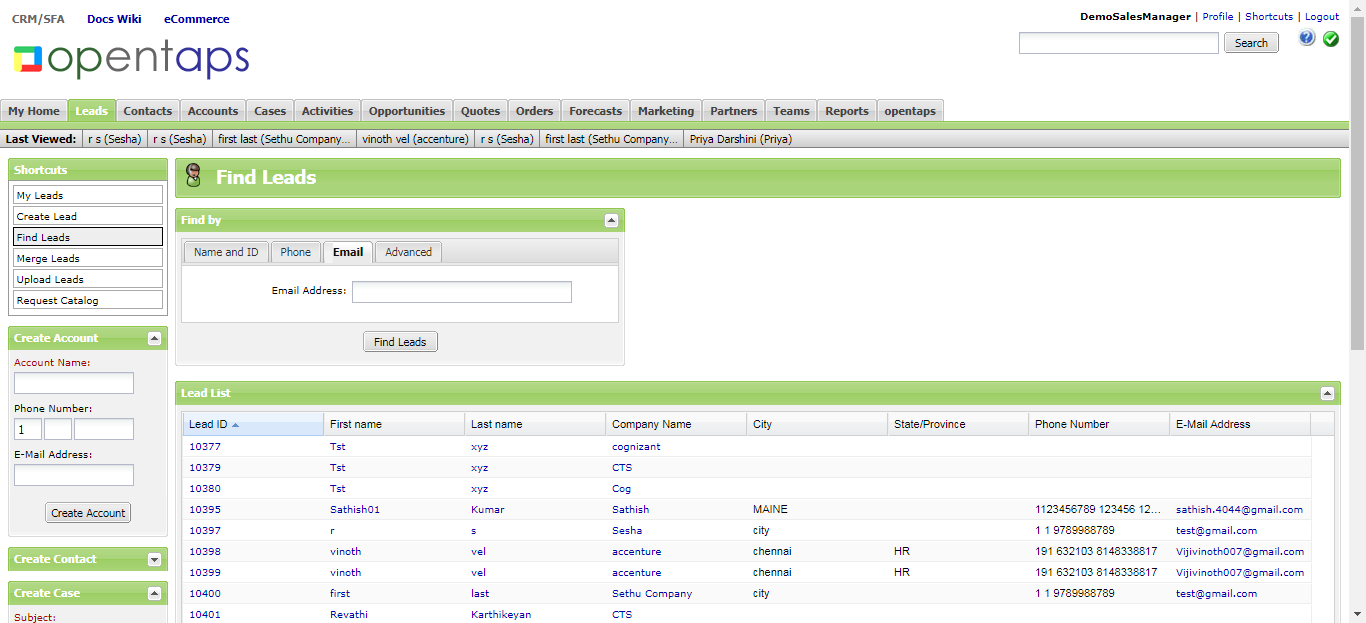 CRM/SFA Docs Wiki eCommerce
DemoSalesManager | Profile | Shortcuts | Logout
opentaps
Search
My Home Leads Contacts Accounts Cases Activities Opportunities Quotes Orders Forecasts Marketing Partners Teams Reports opentaps
Last Viewed: r s (Sesha) r s (Sesha) first last (Sethu Company... vinoth vel (accenture) r s (Sesha) first last (Sethu Company... Priya Darshini (Priya)
Shortcuts
My Leads
Create Lead
Find Leads
Merge Leads
Upload Leads
Request Catalog
Create Account
Account Name:
Phone Number:
1
E-Mail Address:
Create Account
Create Contact
Create Case
Subject:
Find Leads
Find by
Name and ID Phone Email Advanced
Email Address:
Find Leads
Lead List
Lead ID First name Last name Company Name City State/Province Phone Number E-Mail Address
10377 Tst xyz cognizant
10379 Tst xyz CTS
10380 Tst xyz Cog
10395 Sathish01 Kumar Sathish MAINE 1123456789 123456 12... sathish.4044@gmail.com
10397 r s Sesha city 1 1 9789988789 test@gmail.com
10398 vinoth vel accenture chennai HR 191 632103 8148338817 Vijivinoth007@gmail.com
10399 vinoth vel accenture chennai HR 191 632103 8148338817 Vijivinoth007@gmail.com
10400 first last Sethu Company city 1 1 9789988789 test@gmail.com
10401 Revathi Karthikeyan CTS